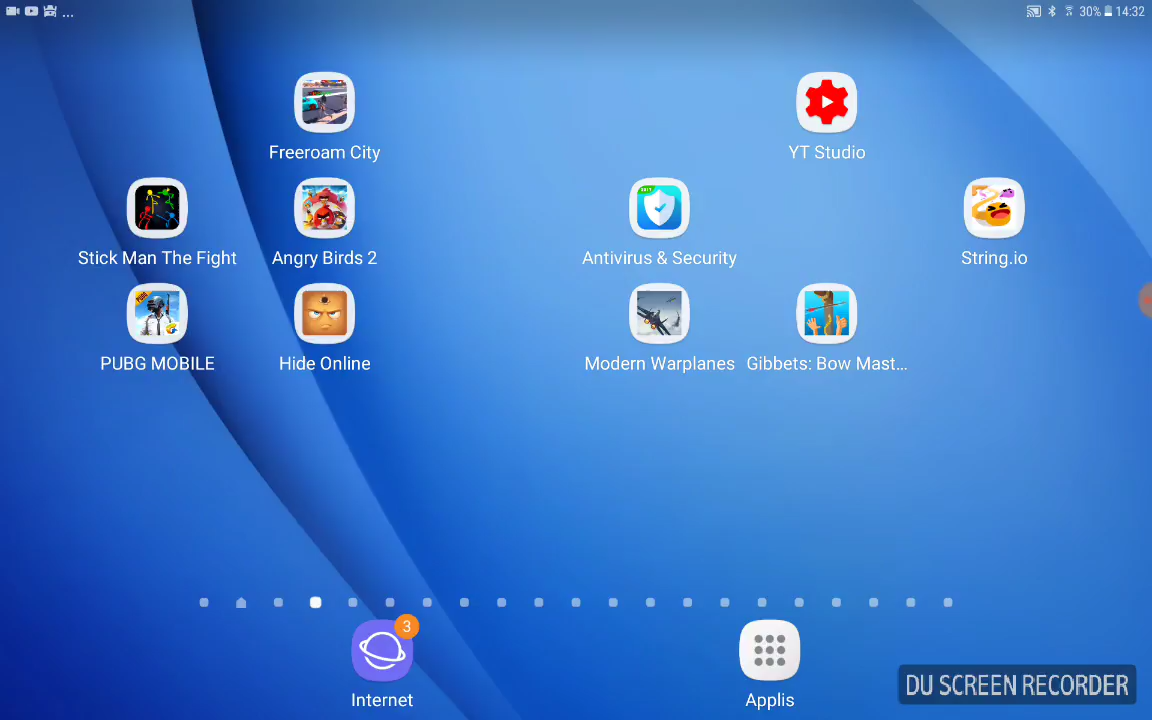 30% 14:32
Freeroam City
YT Studio
Stick Man The Fight
Angry Birds 2
Antivirus & Security
String.io
PUBG MOBILE
Hide Online
Modern Warplanes
Gibbets: Bow Mast...
3
Internet
Applis
DU SCREEN RECORDER